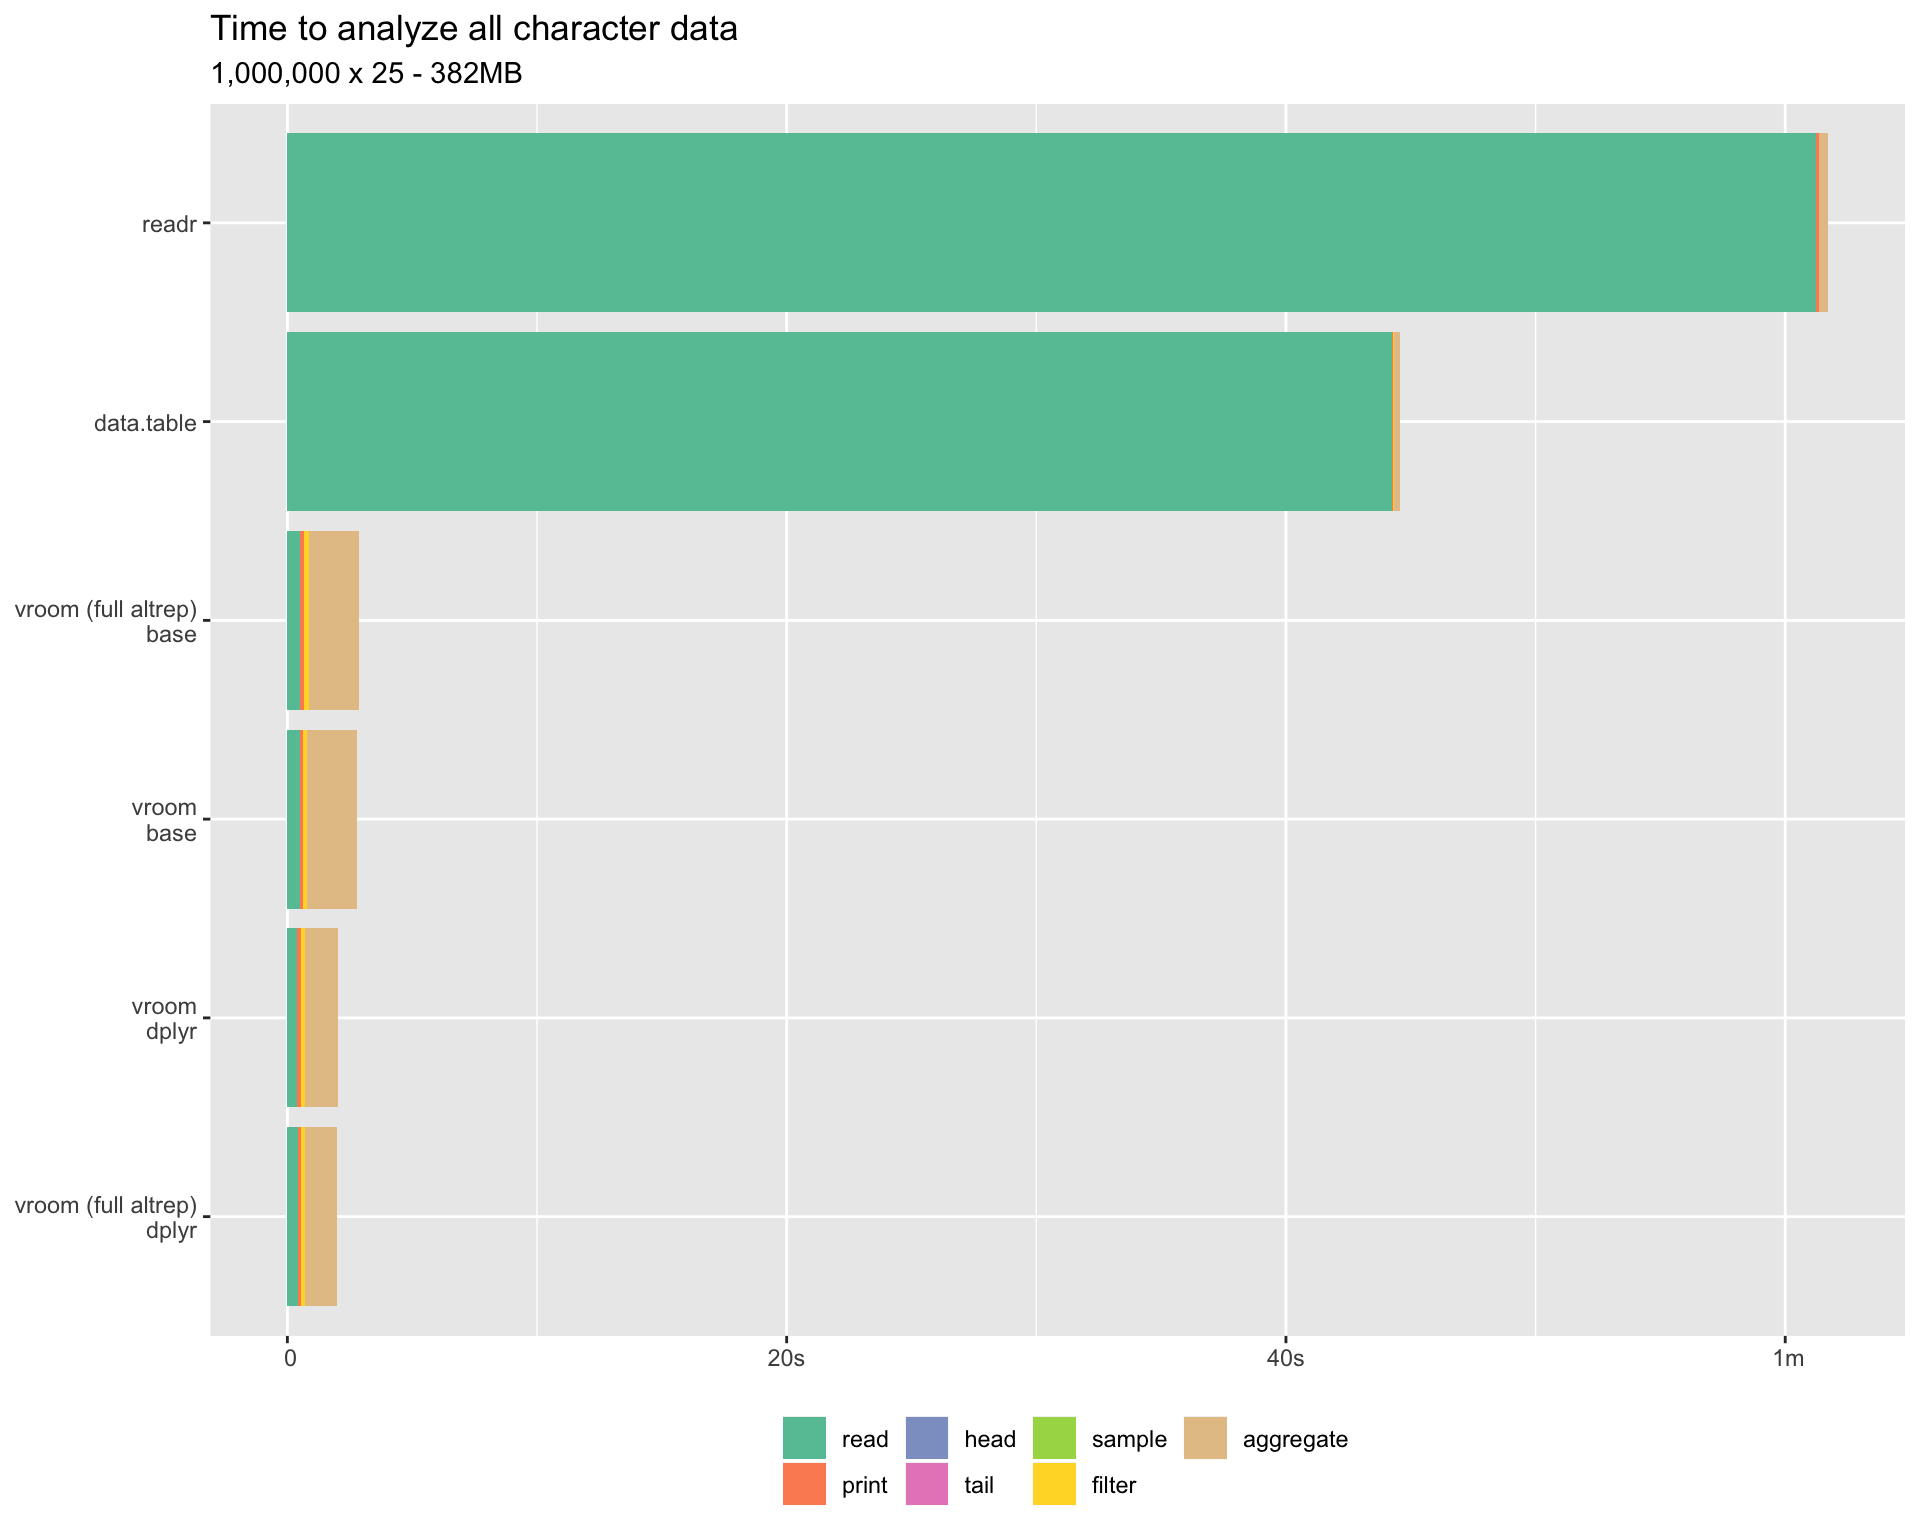 Time to analyze all character data
1,000,000 x 25 - 382MB
readr
data.table
vroom (full altrep)
base
vroom
base
vroom
dplyr
vroom (full altrep)
dplyr
0 20s 40s 1m
read head sample aggregate
print tail filter